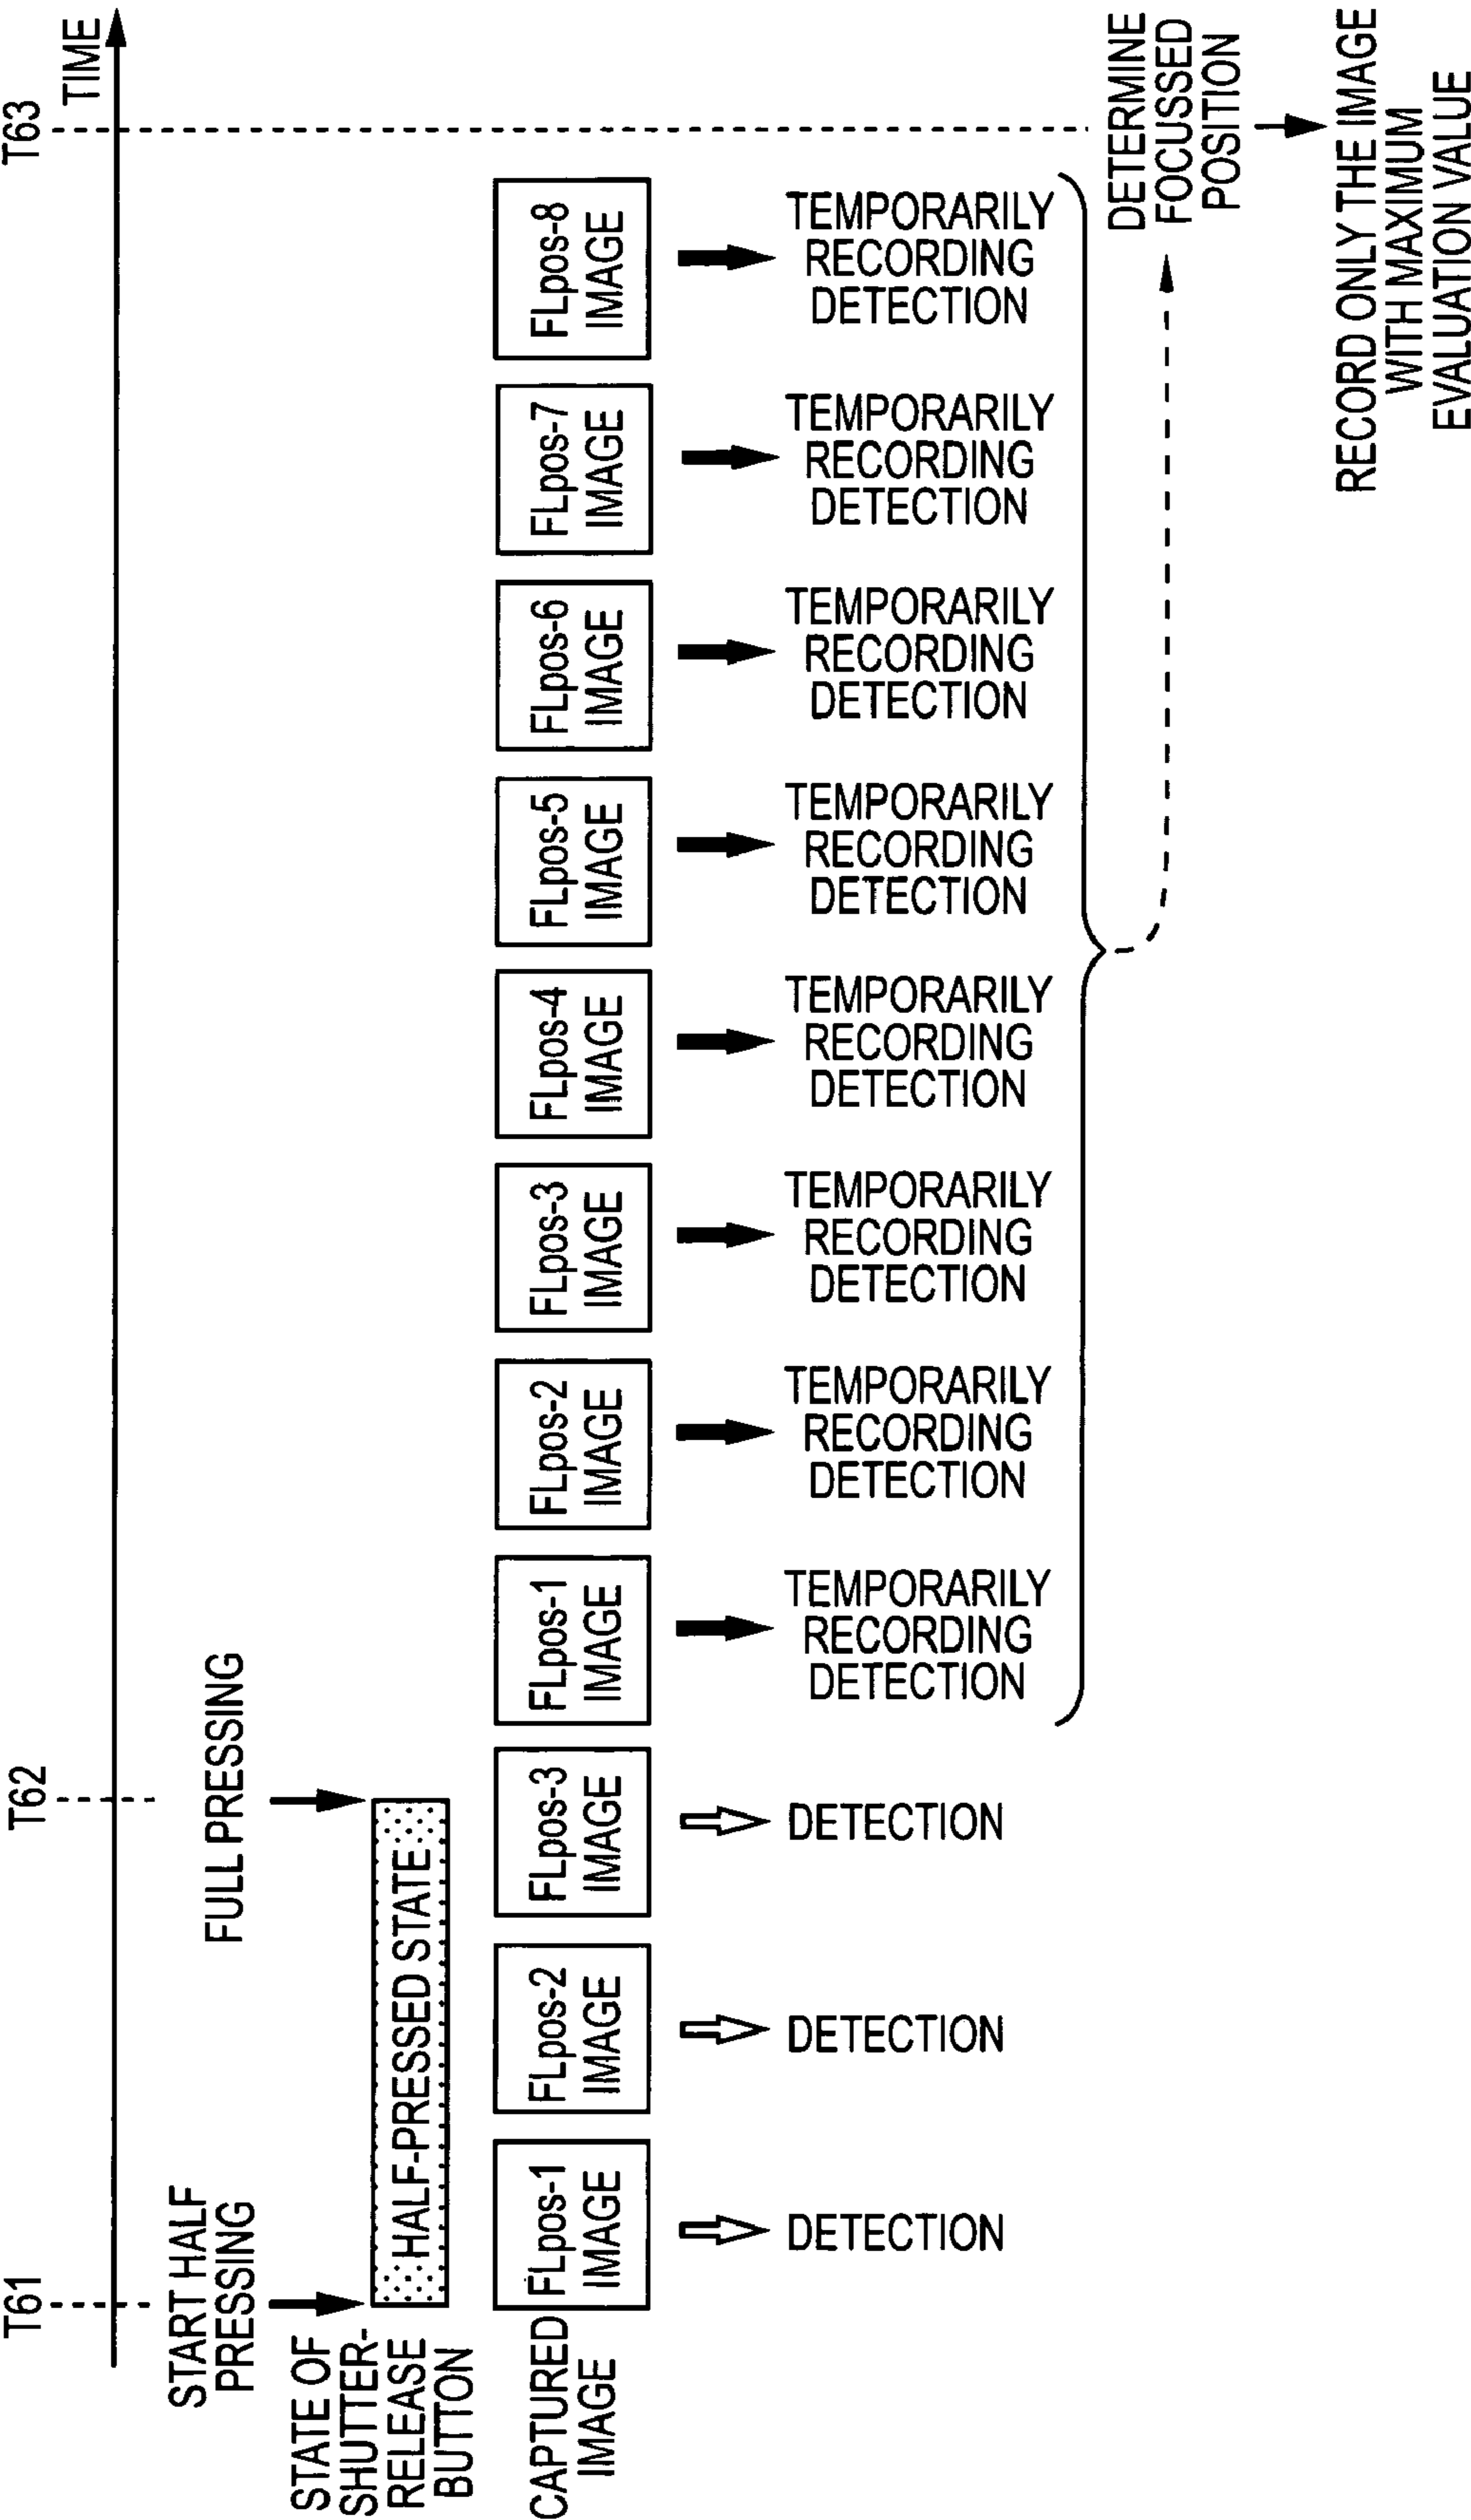 T61
T62
T63
TIME
START HALF
PRESSING
FULL PRESSING
STATE OF
SHUTTER-
RELEASE
BUTTON
HALF-PRESSED STATE
CAPTURED
IMAGE
FLpos-1
IMAGE
FLpos-2
IMAGE
FLpos-3
IMAGE
FLpos-1
IMAGE
FLpos-2
IMAGE
FLpos-3
IMAGE
FLpos-4
IMAGE
FLpos-5
IMAGE
FLpos-6
IMAGE
FLpos-7
IMAGE
FLpos-8
IMAGE
DETECTION
DETECTION
DETECTION
TEMPORARILY
RECORDING
DETECTION
TEMPORARILY
RECORDING
DETECTION
TEMPORARILY
RECORDING
DETECTION
TEMPORARILY
RECORDING
DETECTION
TEMPORARILY
RECORDING
DETECTION
TEMPORARILY
RECORDING
DETECTION
TEMPORARILY
RECORDING
DETECTION
TEMPORARILY
RECORDING
DETECTION
DETERMINE
FOCUSSED
POSITION
RECORD ONLY THE IMAGE
WITH MAXIMUM
EVALUATION VALUE